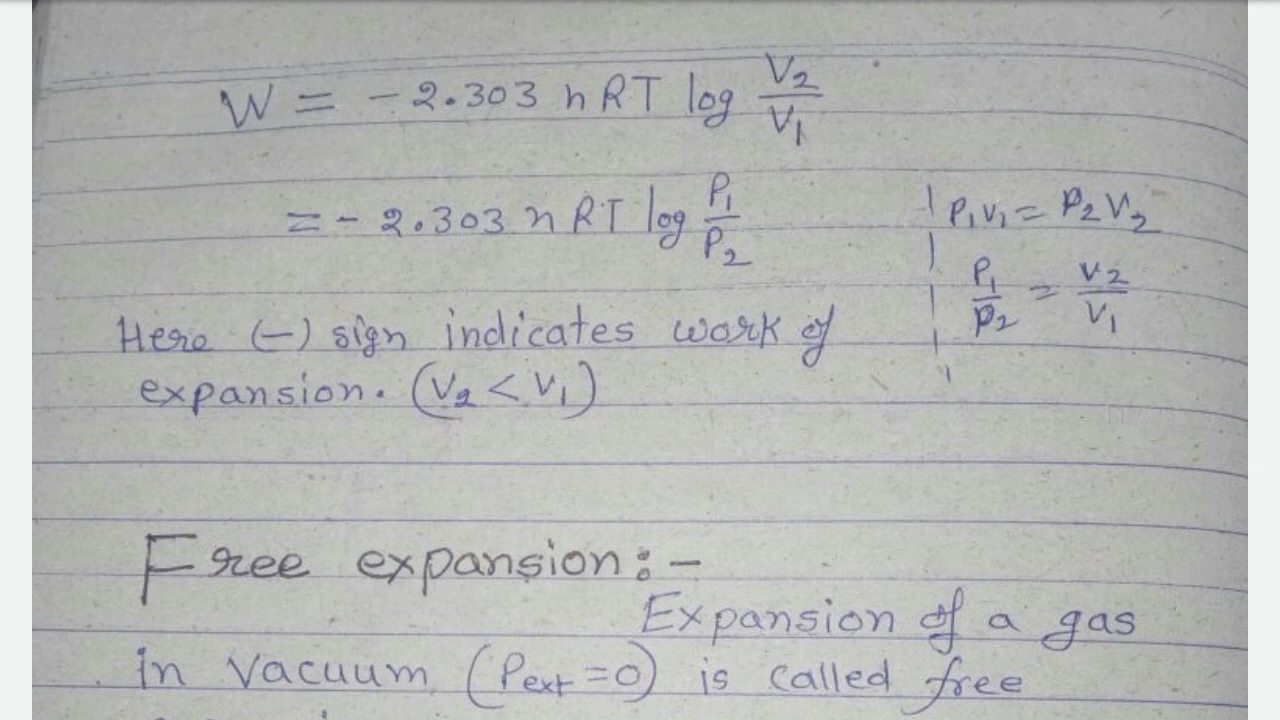 W = - 2.303 nRT log V2/V1
= - 2.303 nRT log P1/P2
P1V1 = P2V2
P1/P2 = V2/V1
Here (-) sign indicates work of
expansion. (V2 < V1)
Free expansion :-
Expansion of a gas
in vacuum (Pext = 0) is called free